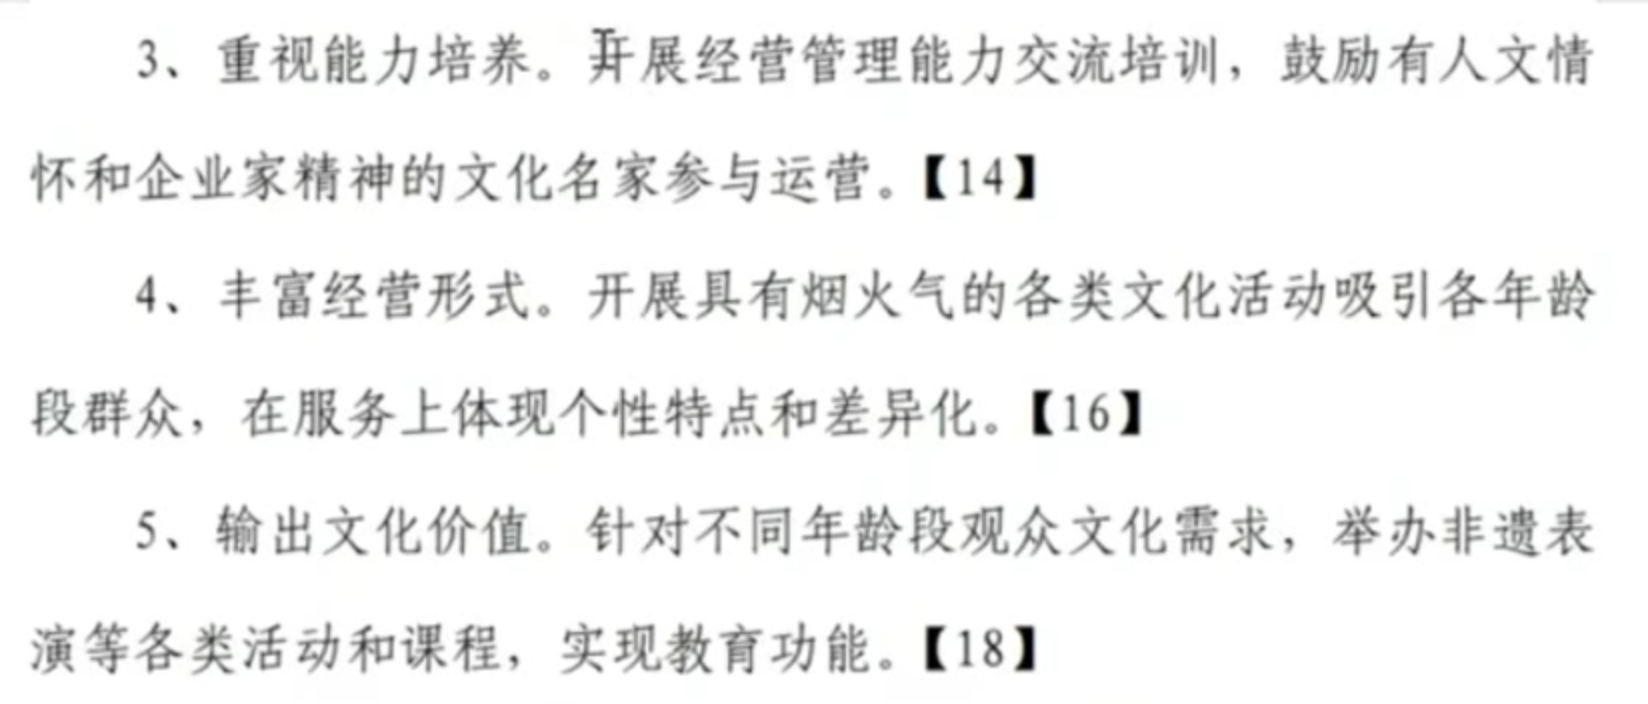 3、重视能力培养。开展经营管理能力交流培训，鼓励有人文情
怀和企业家精神的文化名家参与运营。【14】
4、丰富经营形式。开展具有烟火气的各类文化活动吸引各年龄
段群众，在服务上体现个性特点和差异化。【16】
5、输出文化价值。针对不同年龄段观众文化需求，举办非遗表
演等各类活动和课程，实现教育功能。【18】